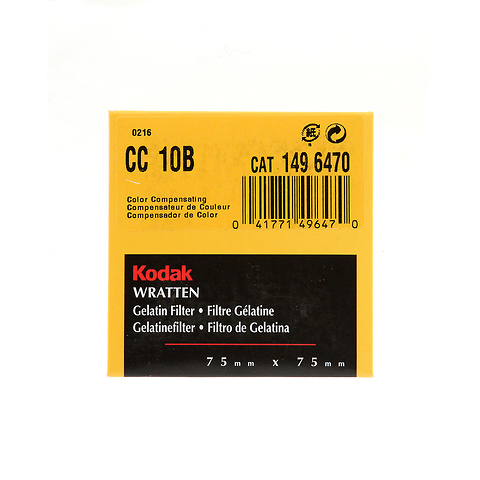 0216
CC 10B
CAT 149 6470
Color Compensating
Compensateur de Couleur
Compensador de Color
0 41771 49647 0
Kodak
WRATTEN
Gelatin Filter • Filtre Gélatine
Gelatinefilter • Filtro de Gelatina
75mm x 75mm